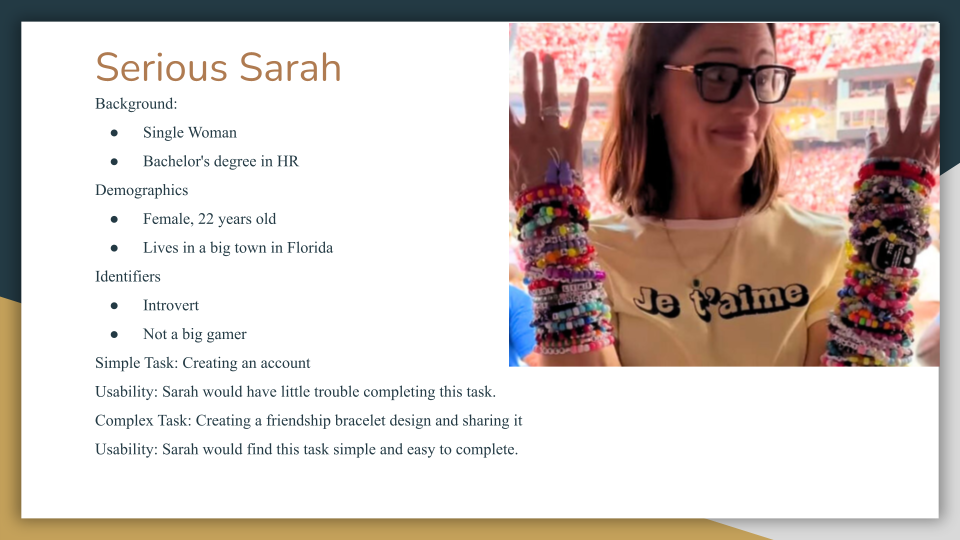 Serious Sarah
Background:
● Single Woman
● Bachelor's degree in HR
Demographics
● Female, 22 years old
● Lives in a big town in Florida
Identifiers
● Introvert
● Not a big gamer
Simple Task: Creating an account
Usability: Sarah would have little trouble completing this task.
Complex Task: Creating a friendship bracelet design and sharing it
Usability: Sarah would find this task simple and easy to complete.
Je t'aime